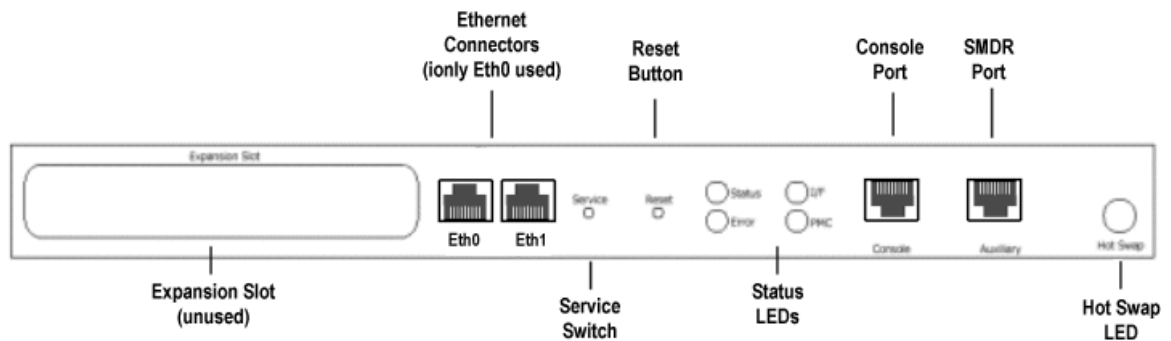 Ethernet
Connectors
(ionly Eth0 used)
Reset
Button
Console
Port
SMDR
Port
Expansion Slot
Eth0
Eth1
Service
Reset
Status
Error
I/F
PMC
Console
Auxiliary
Hot Swap
Expansion Slot
(unused)
Service
Switch
Status
LEDs
Hot Swap
LED